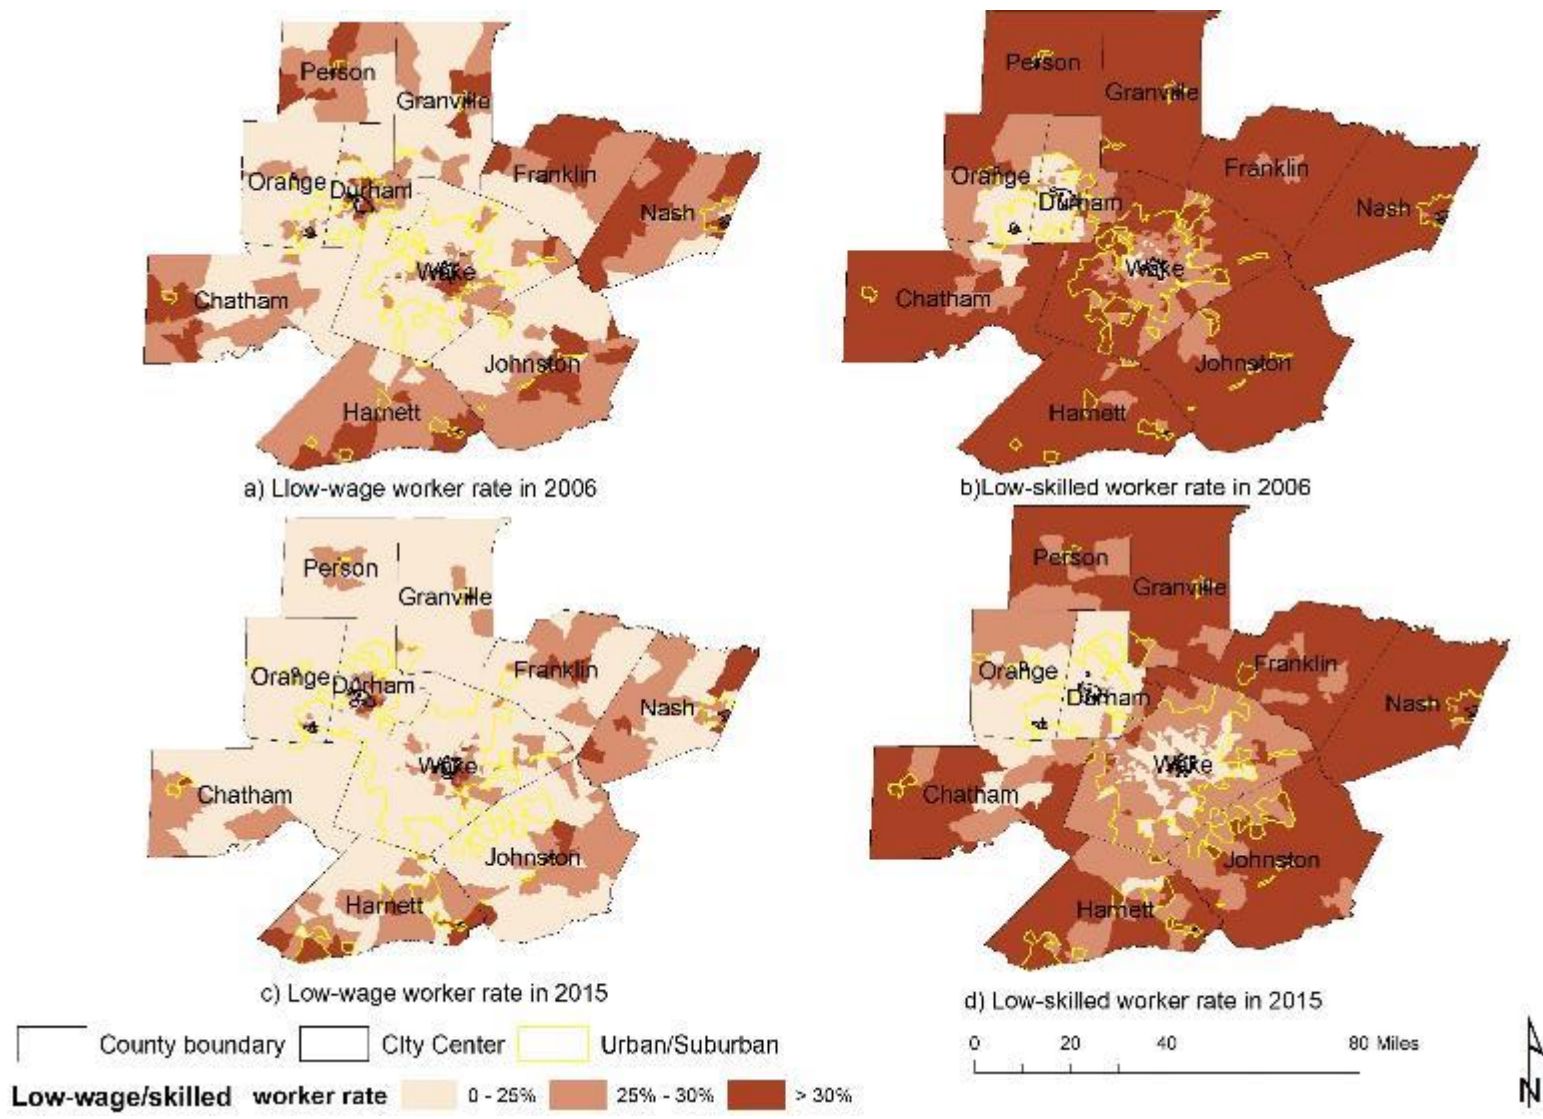 Person
Granville
Orange
Durham
Franklin
Nash
Wake
Chatham
Johnston
Harnett
a) Llow-wage worker rate in 2006
Person
Granville
Orange
Durham
Franklin
Nash
Wake
Chatham
Johnston
Harnett
b)Low-skilled worker rate in 2006
Person
Granville
Orange
Durham
Franklin
Nash
Wake
Chatham
Johnston
Harnett
c) Low-wage worker rate in 2015
Person
Granville
Orange
Durham
Franklin
Nash
Wake
Chatham
Johnston
Harnett
d) Low-skilled worker rate in 2015
County boundary City Center Urban/Suburban
0 20 40 80 Miles
Low-wage/skilled worker rate 0 - 25% 25% - 30% > 30%
N